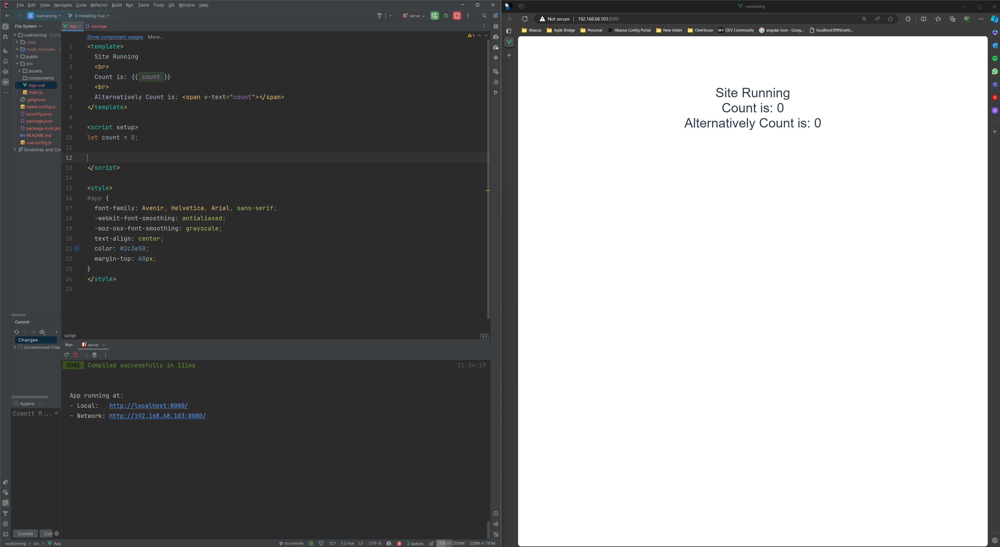 File Edit View Navigate Code Refactor Build Run Tests Tools Git Window Help
V vuetraining 0-Installing-Vue serve
File System
vuetraining E:\Ha
.idea
node_modules li
public
src
assets
components
App.vue
main.js
.gitignore
babel.config.js
jsconfig.json
package.json
package-lock.jso
README.md
vue.config.js
Scratches and Con
App package
Show component usages More... 1
1 <template>
2 Site Running
3 <br>
4 Count is: {{ count }}
5 <br>
6 Alternatively Count is: <span v-text="count"></span>
7 </template>
8
9 <script setup>
10 let count = 0;
11
12
13 </script>
14
15 <style>
16 #app {
17 font-family: Avenir, Helvetica, Arial, sans-serif;
18 -webkit-font-smoothing: antialiased;
19 -moz-osx-font-smoothing: grayscale;
20 text-align: center;
21 color: #2c3e50;
22 margin-top: 60px;
23 }
24 </style>
25
script
Commit
Changes
Unversioned Files
Amend
Commit M...
Commit Com
Run serve
DONE Compiled successfully in 111ms 11:54:19
App running at:
- Local: http://localhost:8080/
- Network: http://192.168.68.103:8080/
vuetraining > src > App no remote 12:1 {} Vue LF UTF-8 2 spaces 705 of 2300M 228M in 781M
vuetraining
Not secure 192.168.68.103:8080
Abacus Agile Bridge Personal Abacus Config Portal New folder OneHouse DEV DEV Community angular icon - Goog... localhost:9999/setti...
Site Running
Count is: 0
Alternatively Count is: 0